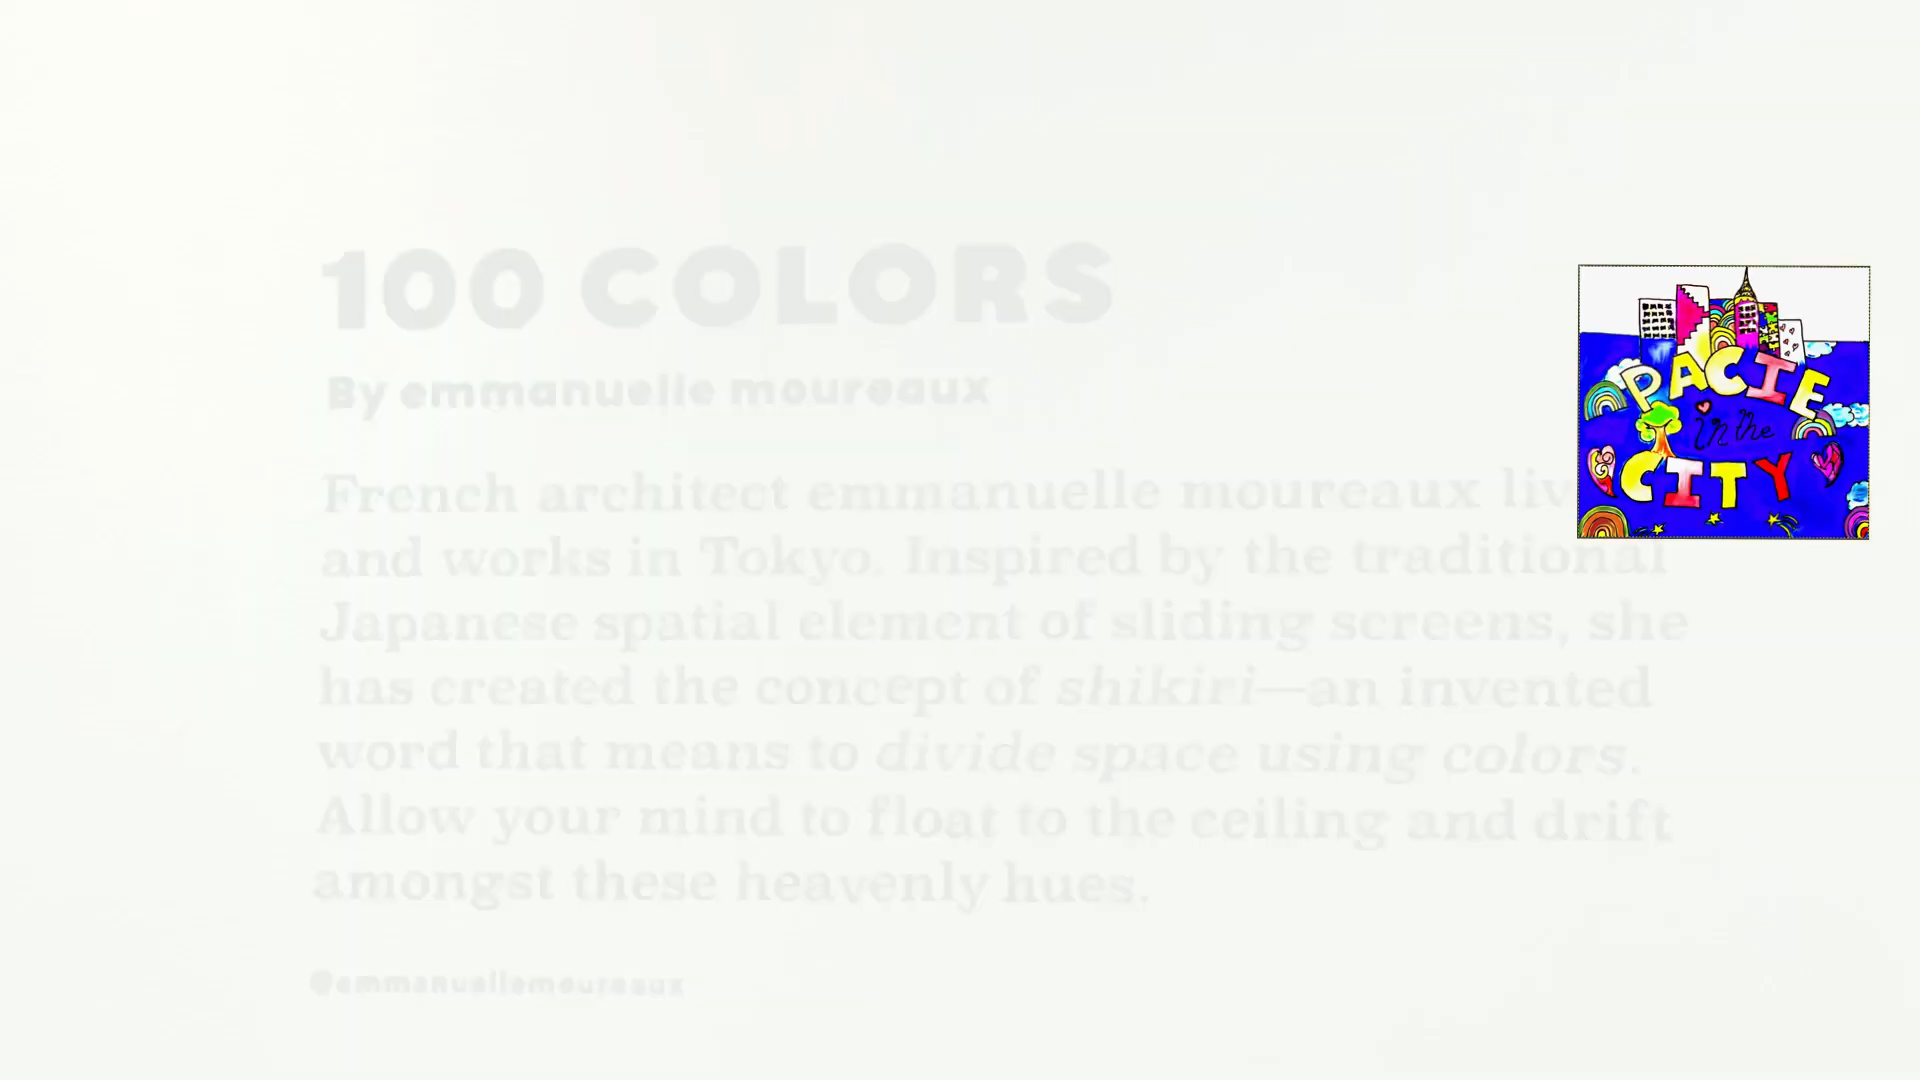 100 COLORS
By emmanuelle moureaux
French architect emmanuelle moureaux liv
and works in Tokyo. Inspired by the traditional
Japanese spatial element of sliding screens, she
has created the concept of shikiri—an invented
word that means to divide space using colors.
Allow your mind to float to the ceiling and drift
amongst these heavenly hues.
@emmanuellemoureaux
PACIE
in the
CITY